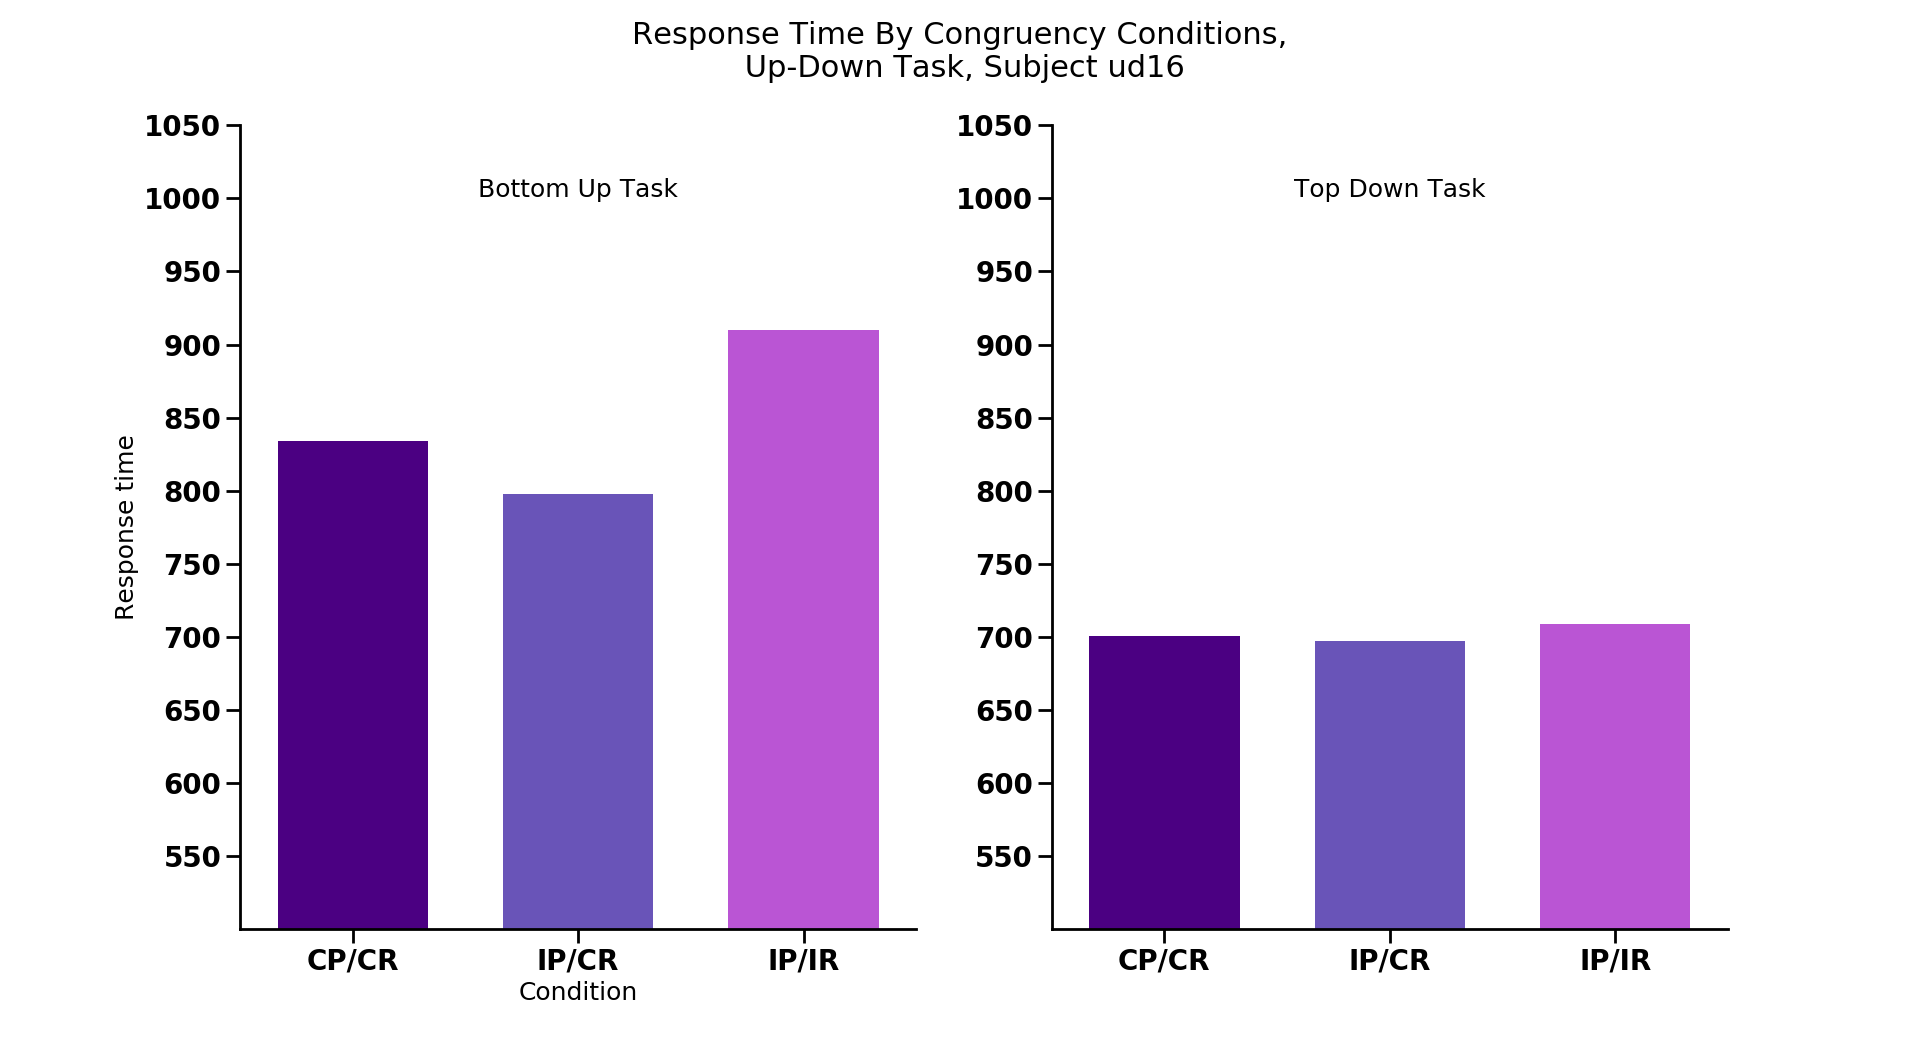 Response Time By Congruency Conditions,
Up-Down Task, Subject ud16
Bottom Up Task
1050
1000
950
900
850
800
750
700
650
600
550
Response time
CP/CR
IP/CR
IP/IR
Condition
Top Down Task
1050
1000
950
900
850
800
750
700
650
600
550
CP/CR
IP/CR
IP/IR